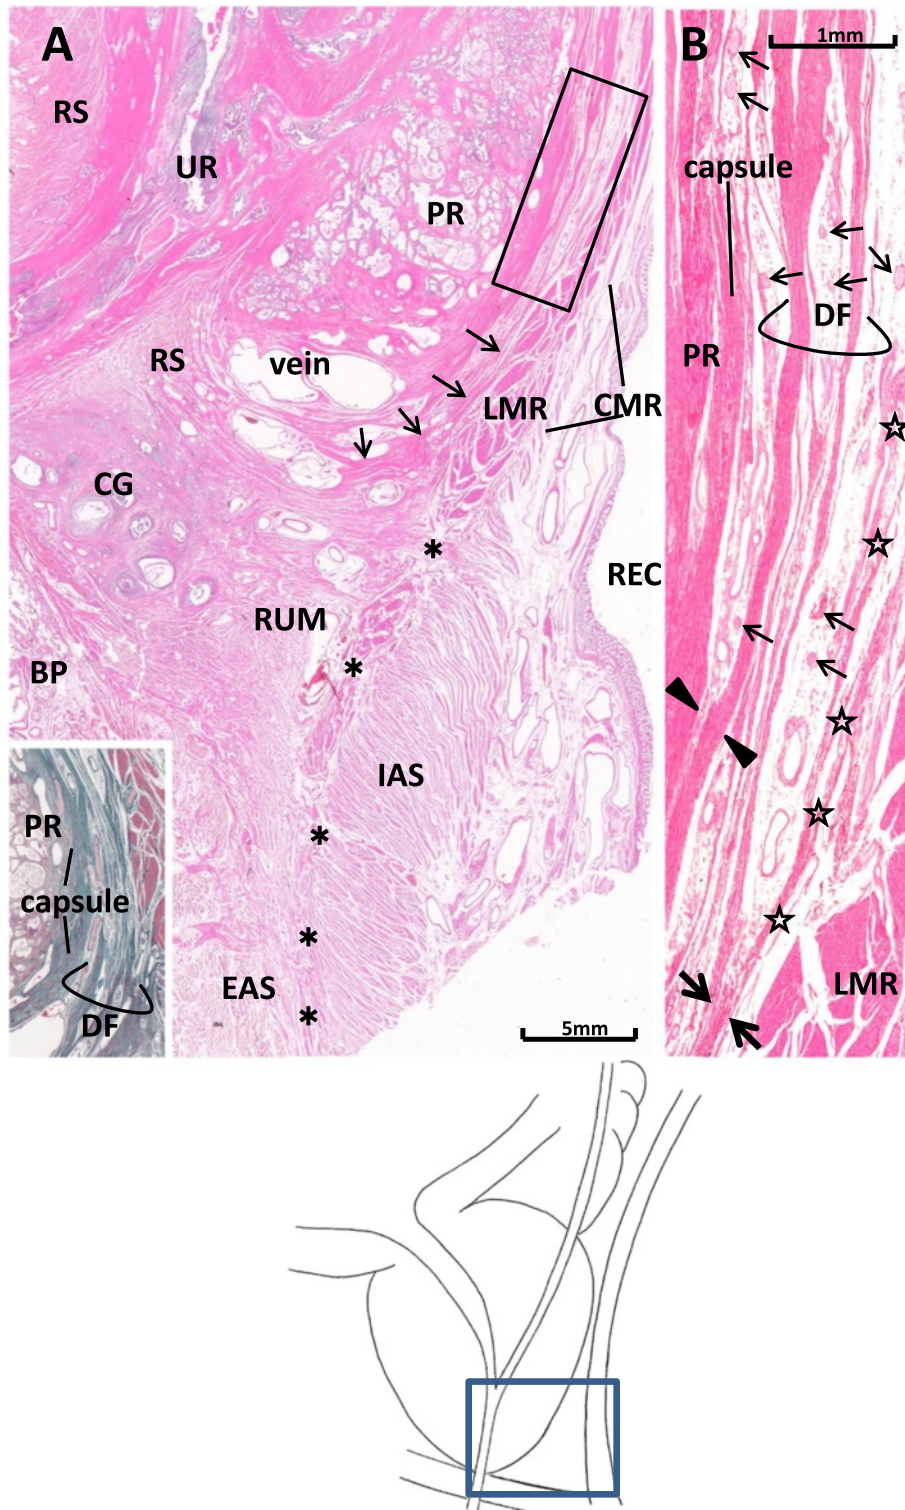 A
RS
UR
PR
RS
vein
LMR
CMR
CG
REC
RUM
BP
IAS
PR
capsule
DF
EAS
5mm
B
1mm
capsule
DF
PR
LMR